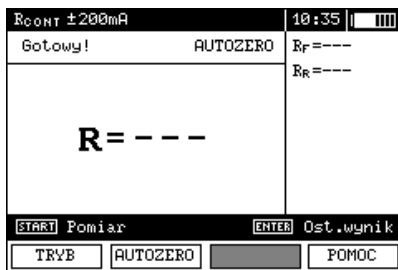 RCONT ±200mA 10:35
Gotowy! AUTOZERO RF=---
RR=---
R=---
START Pomiar ENTER Ost.wynik
TRYB AUTOZERO POMOC